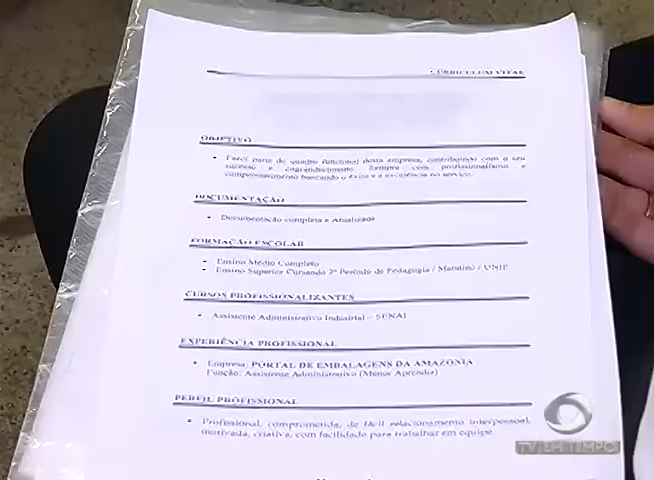 CURRICULUM VITAE
OBJETIVO
• Fazer parte do quadro funcional desta empresa, contribuindo com o seu
sucesso e engrandecimento. Sempre com profissionalismo e
comprometimento buscando o êxito e a excelência no serviço.
DOCUMENTAÇÃO
• Documentação completa e Atualizada
FORMAÇÃO ESCOLAR
• Ensino Médio Completo
• Ensino Superior Cursando 2º Período de Pedagogia / Matutino / UNIP
CURSOS PROFISSIONALIZANTES
• Assistente Administrativo Industrial – SENAI
EXPERIÊNCIA PROFISSIONAL
• Empresa: PORTAL DE EMBALAGENS DA AMAZONIA
Função: Assistente Administrativo (Menor Aprendiz)
PERFIL PROFISSIONAL
• Profissional, comprometida, de fácil relacionamento interpessoal,
motivada, criativa, com facilidade para trabalhar em equipe.
TV EM TEMPO